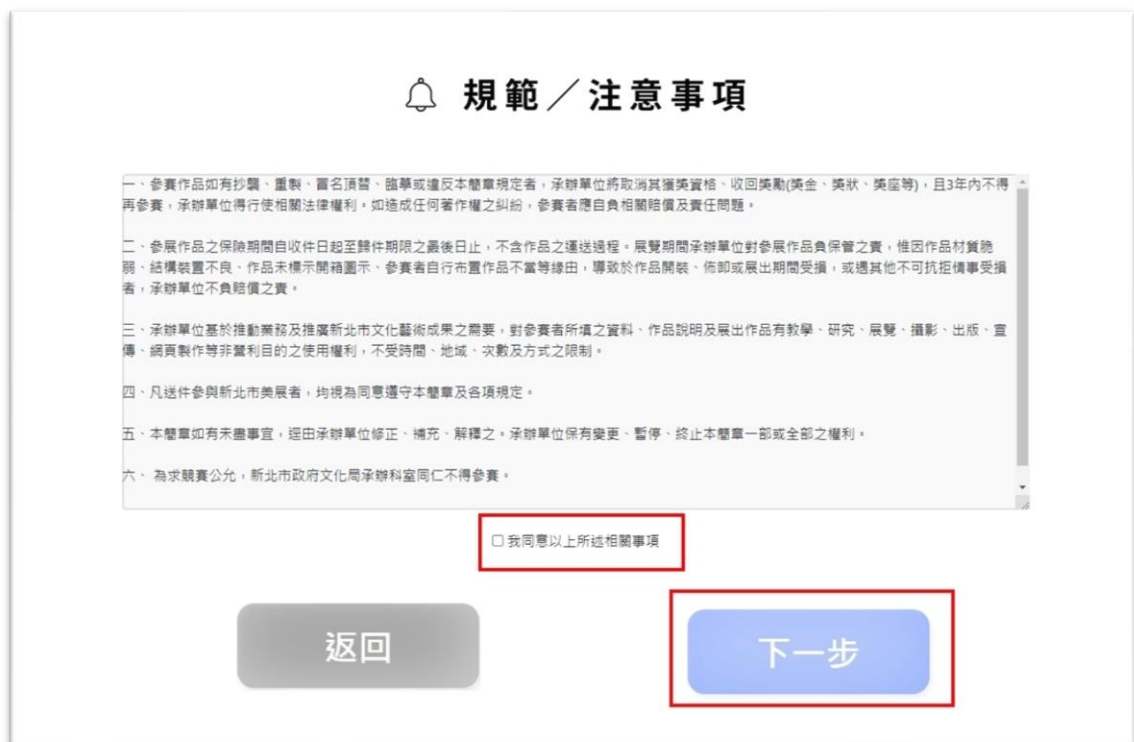 規範／注意事項
一、參賽作品如有抄襲、重製、冒名頂替、臨摹或違反本簡章規定者，承辦單位將取消其獲獎資格、收回獎勵(獎金、獎狀、獎座等)，且3年內不得
再參賽，承辦單位得行使相關法律權利。如造成任何著作權之糾紛，參賽者應自負相關賠償及責任問題。
二、參展作品之保險期間自收件日起至歸件期限之最後日止，不含作品之運送過程。展覽期間承辦單位對參展作品負保管之責，惟因作品材質脆
弱、結構裝置不良、作品未標示開箱圖示、參賽者自行布置作品不當等緣由，導致於作品開裝、佈卸或展出期間受損，或遇其他不可抗拒情事受損
者，承辦單位不負賠償之責。
三、承辦單位基於推動業務及推廣新北市文化藝術成果之需要，對參賽者所填之資料、作品說明及展出作品有教學、研究、展覽、攝影、出版、宣
傳、網頁製作等非營利目的之使用權利，不受時間、地域、次數及方式之限制。
四、凡送件參與新北市美展者，均視為同意遵守本簡章及各項規定。
五、本簡章如有未盡事宜，逕由承辦單位修正、補充、解釋之。承辦單位保有變更、暫停、終止本簡章一部或全部之權利。
六、 為求競賽公允，新北市政府文化局承辦科室同仁不得參賽。
我同意以上所述相關事項
返回
下一步